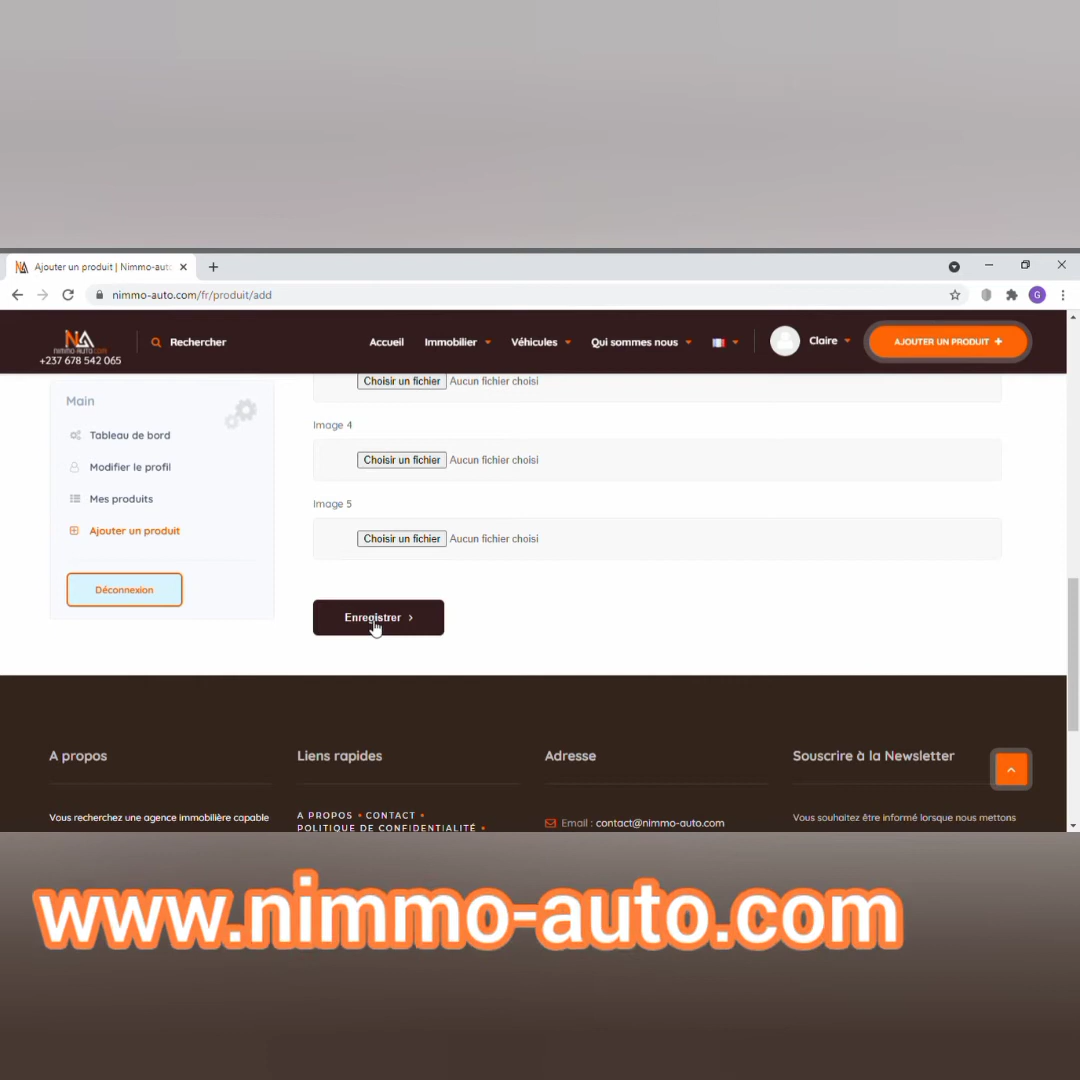 Ajouter un produit | Nimmo-aut
nimmo-auto.com/fr/produit/add
G
NA
nimmo-auto.com
+237 678 542 065
Rechercher
Accueil
Immobilier
Véhicules
Qui sommes nous
Claire
AJOUTER UN PRODUIT +
Main
Tableau de bord
Modifier le profil
Mes produits
Ajouter un produit
Déconnexion
Choisir un fichier Aucun fichier choisi
Image 4
Choisir un fichier Aucun fichier choisi
Image 5
Choisir un fichier Aucun fichier choisi
Enregistrer >
A propos
Vous recherchez une agence immobilière capable
Liens rapides
A PROPOS • CONTACT •
POLITIQUE DE CONFIDENTIALITÉ •
Adresse
Email : contact@nimmo-auto.com
Souscrire à la Newsletter
Vous souhaitez être informé lorsque nous mettons
www.nimmo-auto.com